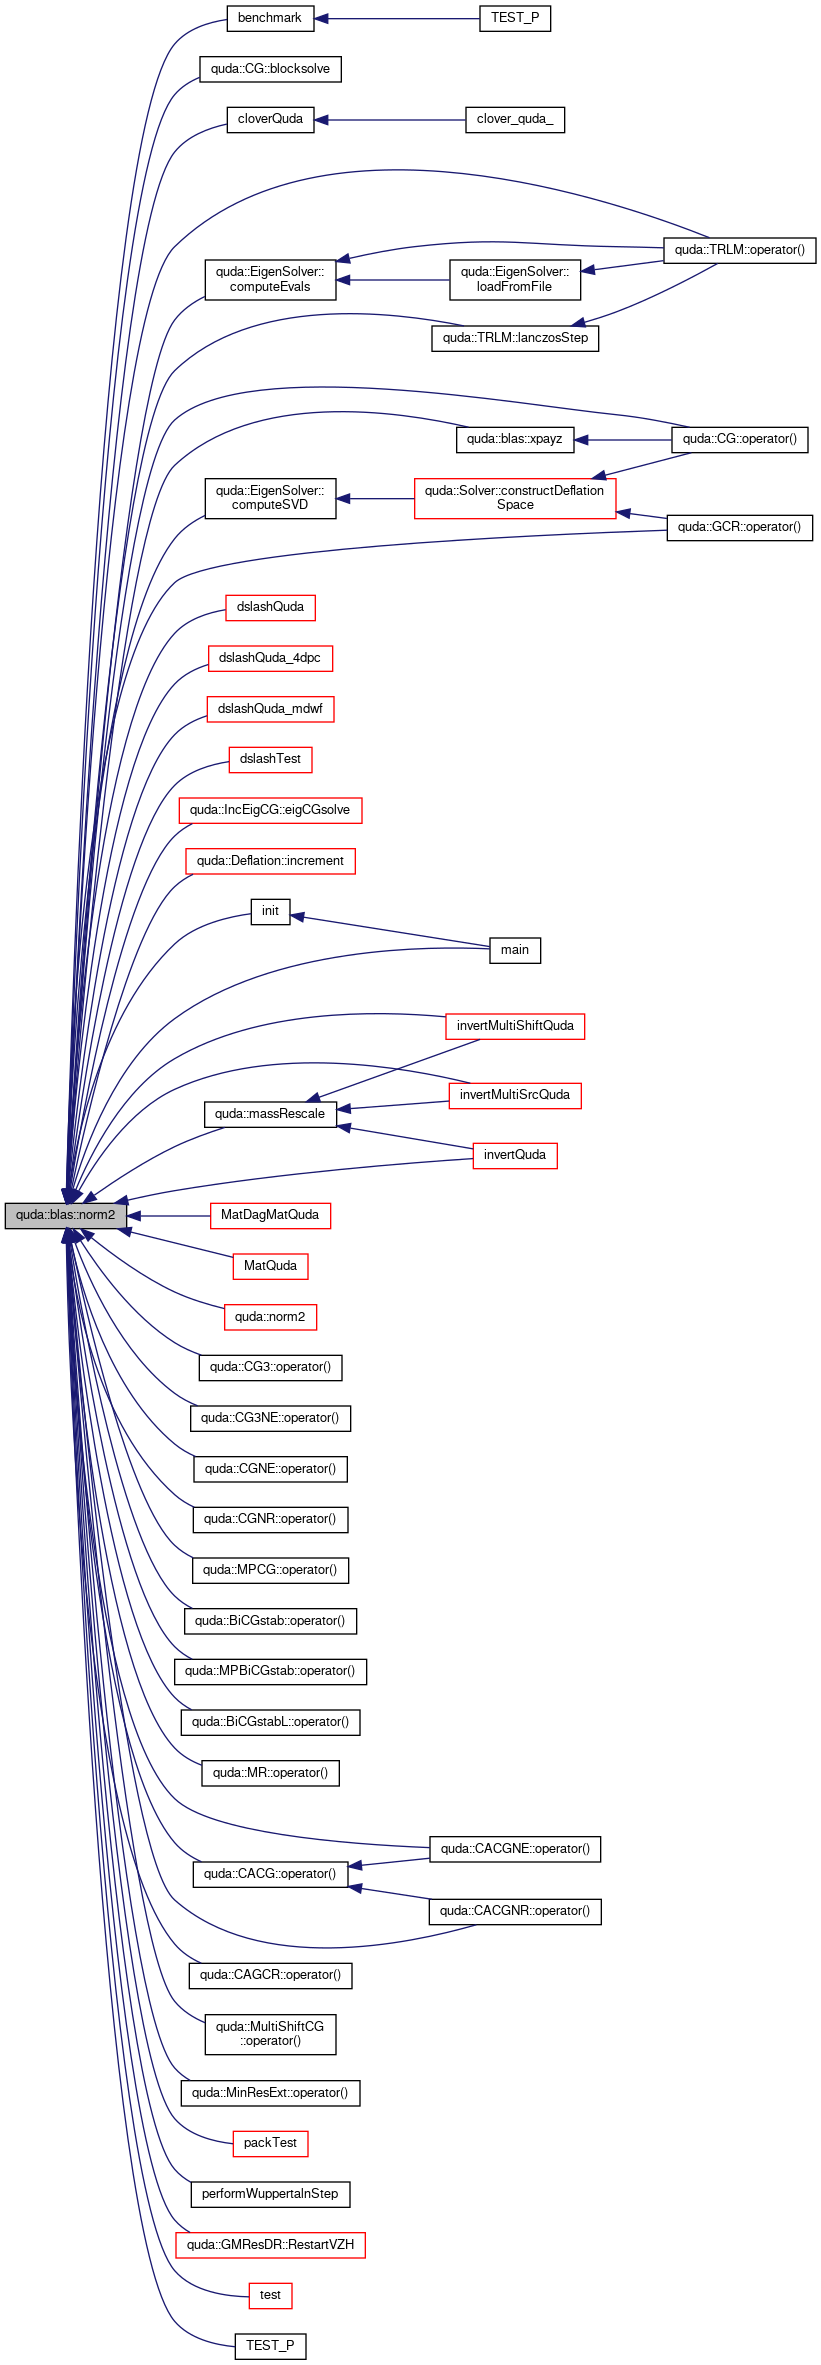 benchmark
TEST_P
quda::CG::blocksolve
cloverQuda
clover_quda_
quda::TRLM::operator()
quda::EigenSolver::
computeEvals
quda::EigenSolver::
loadFromFile
quda::TRLM::lanczosStep
quda::blas::xpayz
quda::CG::operator()
quda::EigenSolver::
computeSVD
quda::Solver::constructDeflation
Space
quda::GCR::operator()
dslashQuda
dslashQuda_4dpc
dslashQuda_mdwf
dslashTest
quda::IncEigCG::eigCGsolve
quda::Deflation::increment
init
main
invertMultiShiftQuda
invertMultiSrcQuda
quda::massRescale
invertQuda
quda::blas::norm2
MatDagMatQuda
MatQuda
quda::norm2
quda::CG3::operator()
quda::CG3NE::operator()
quda::CGNE::operator()
quda::CGNR::operator()
quda::MPCG::operator()
quda::BiCGstab::operator()
quda::MPBiCGstab::operator()
quda::BiCGstabL::operator()
quda::MR::operator()
quda::CACGNE::operator()
quda::CACG::operator()
quda::CACGNR::operator()
quda::CAGCR::operator()
quda::MultiShiftCG
::operator()
quda::MinResExt::operator()
packTest
performWuppertalnStep
quda::GMResDR::RestartVZH
test
TEST_P